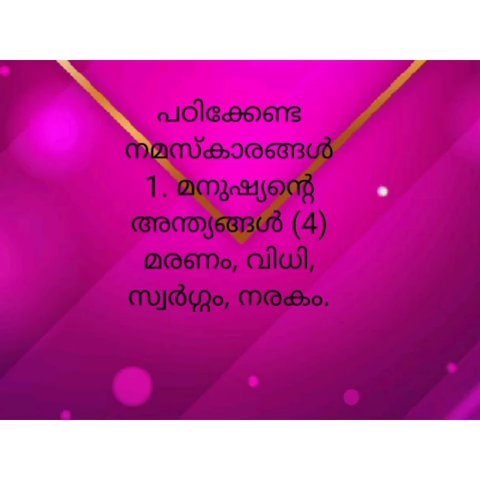 പഠിക്കേണ്ട
നമസ്കാരങ്ങൾ
1. മനുഷ്യന്റെ
അന്ത്യങ്ങൾ (4)
മരണം, വിധി,
സ്വർഗ്ഗം, നരകം.